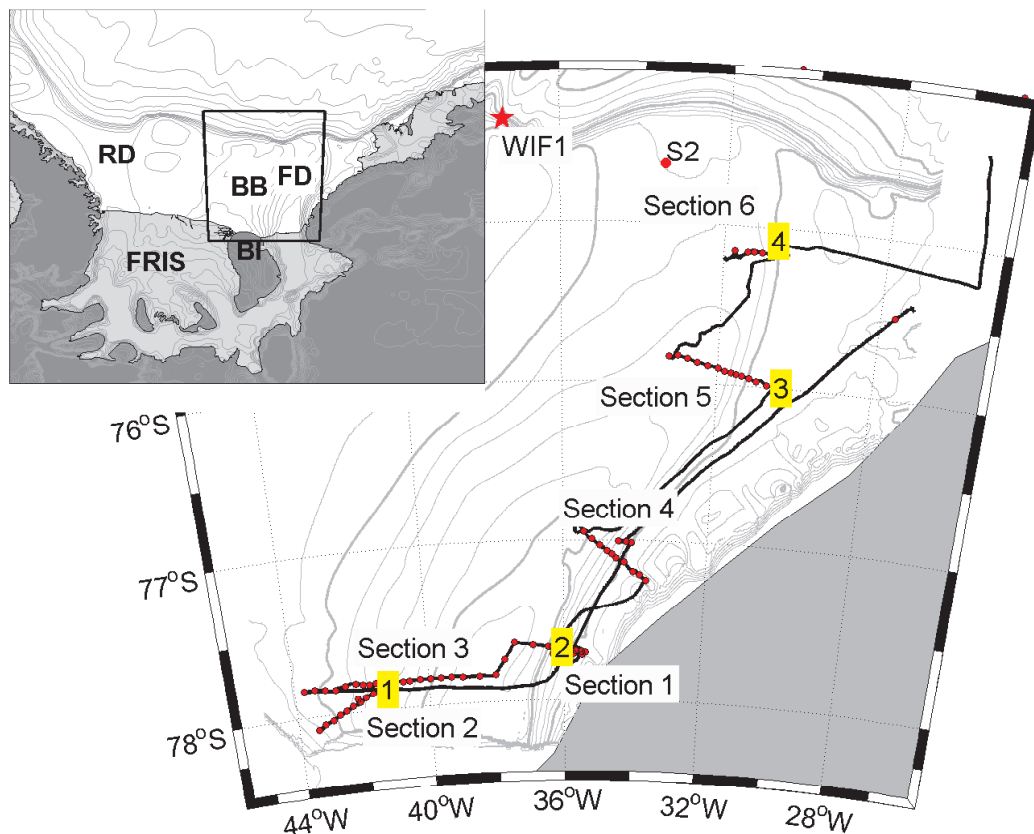 RD
BB
FD
FRIS
BI
WIF1
S2
Section 6
4
Section 5
3
76°S
Section 4
77°S
Section 3
2
1
Section 1
Section 2
78°S
44°W
40°W
36°W
32°W
28°W